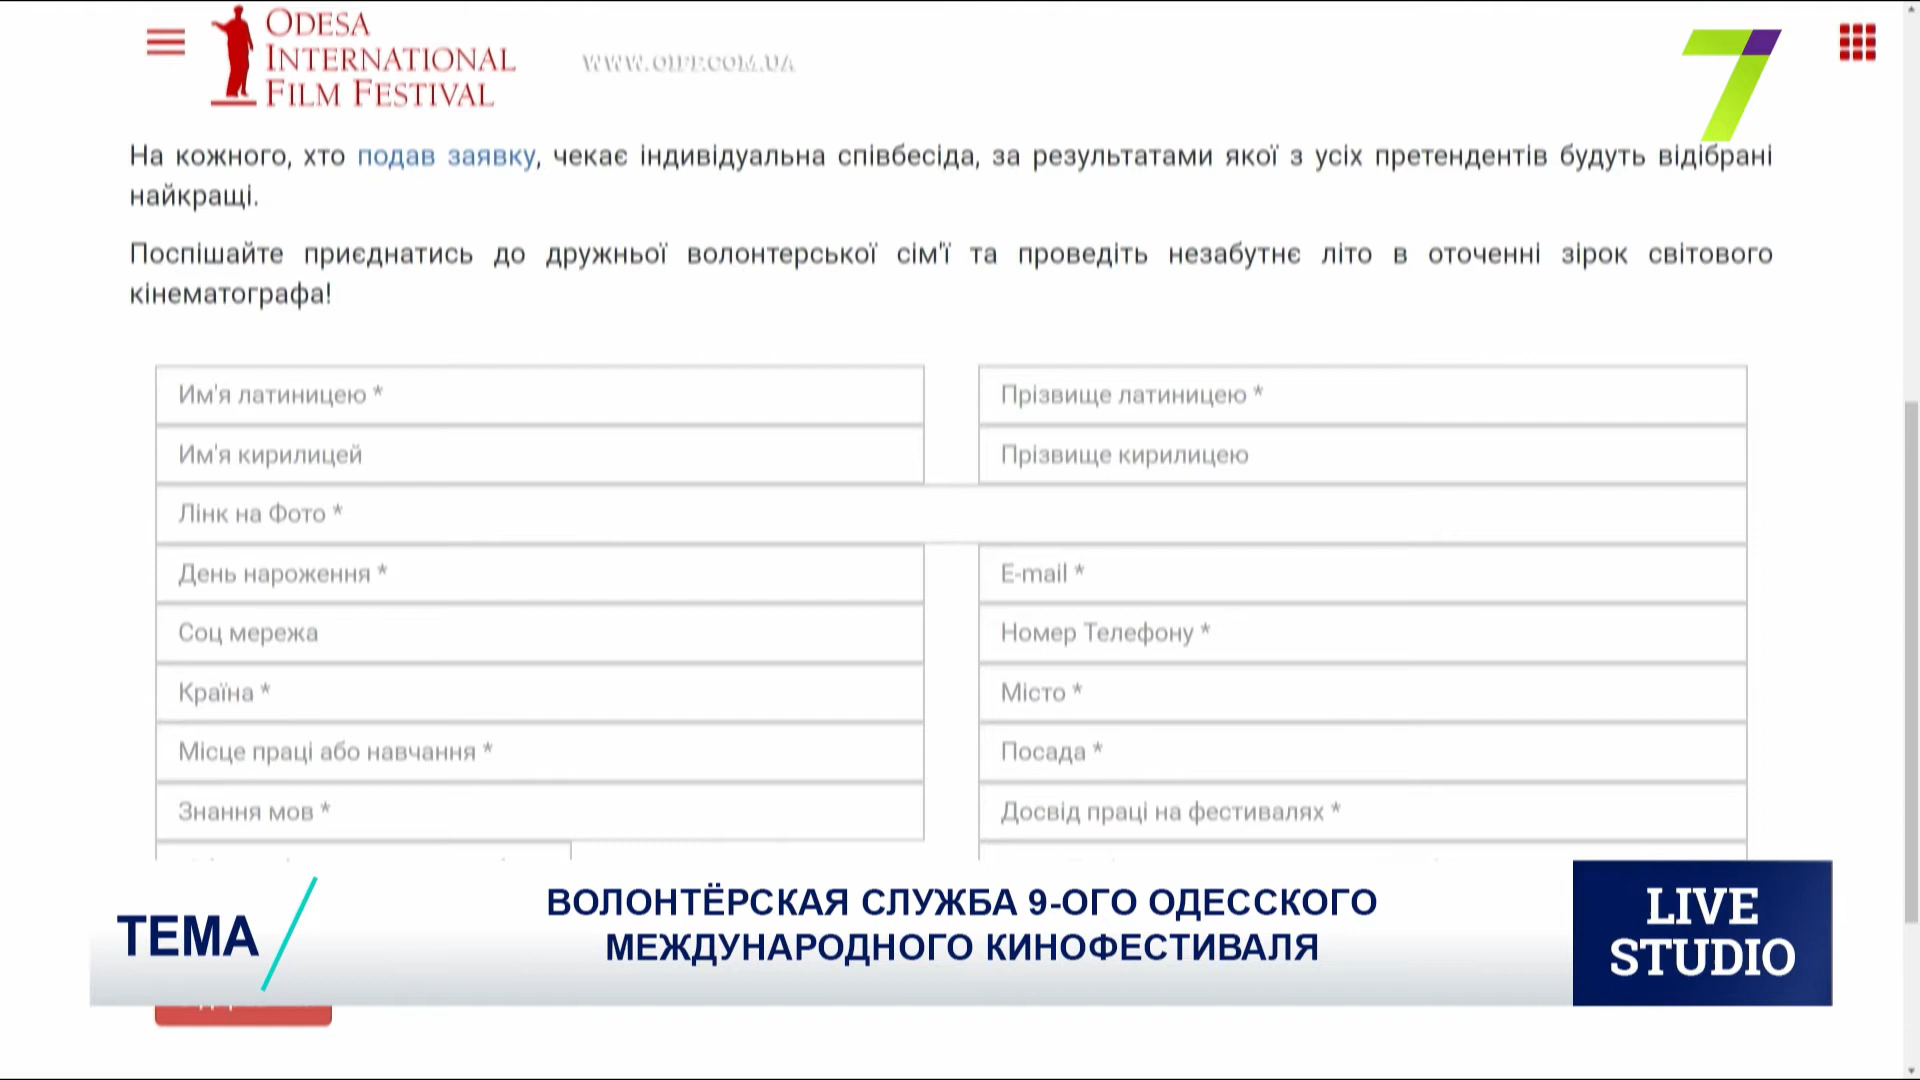 ODESA
INTERNATIONAL
FILM FESTIVAL
WWW.OIFF.COM.UA
7
На кожного, хто подав заявку, чекає індивідуальна співбесіда, за результатами якої з усіх претендентів будуть відібрані
найкращі.
Поспішайте приєднатись до дружньої волонтерської сім'ї та проведіть незабутнє літо в оточенні зірок світового
кінематографа!
Им'я латиницею *
Прізвище латиницею *
Им'я кирилицей
Прізвище кирилицею
Лінк на Фото *
День нароження *
E-mail *
Соц мережа
Номер Телефону *
Країна *
Місто *
Місце праці або навчання *
Посада *
Знання мов *
Досвід праці на фестивалях *
ТЕМА
ВОЛОНТЁРСКАЯ СЛУЖБА 9-ОГО ОДЕССКОГО
МЕЖДУНАРОДНОГО КИНОФЕСТИВАЛЯ
LIVE
STUDIO